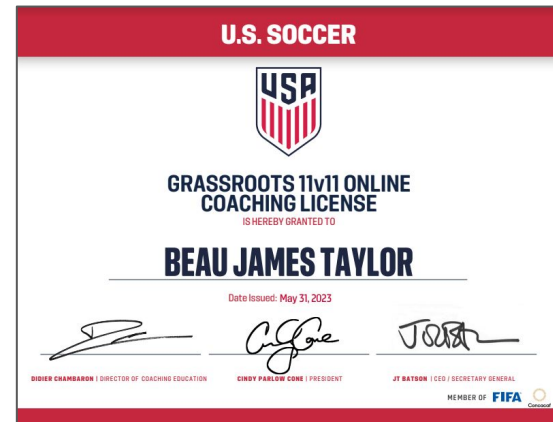 U.S. SOCCER
USA
GRASSROOTS 11v11 ONLINE
COACHING LICENSE
IS HEREBY GRANTED TO
BEAU JAMES TAYLOR
Date Issued: May 31, 2023
DIDIER CHAMBARON | DIRECTOR OF COACHING EDUCATION
CINDY PARLOW CONE | PRESIDENT
JT BATSON | CEO / SECRETARY GENERAL
MEMBER OF FIFA
Concacaf